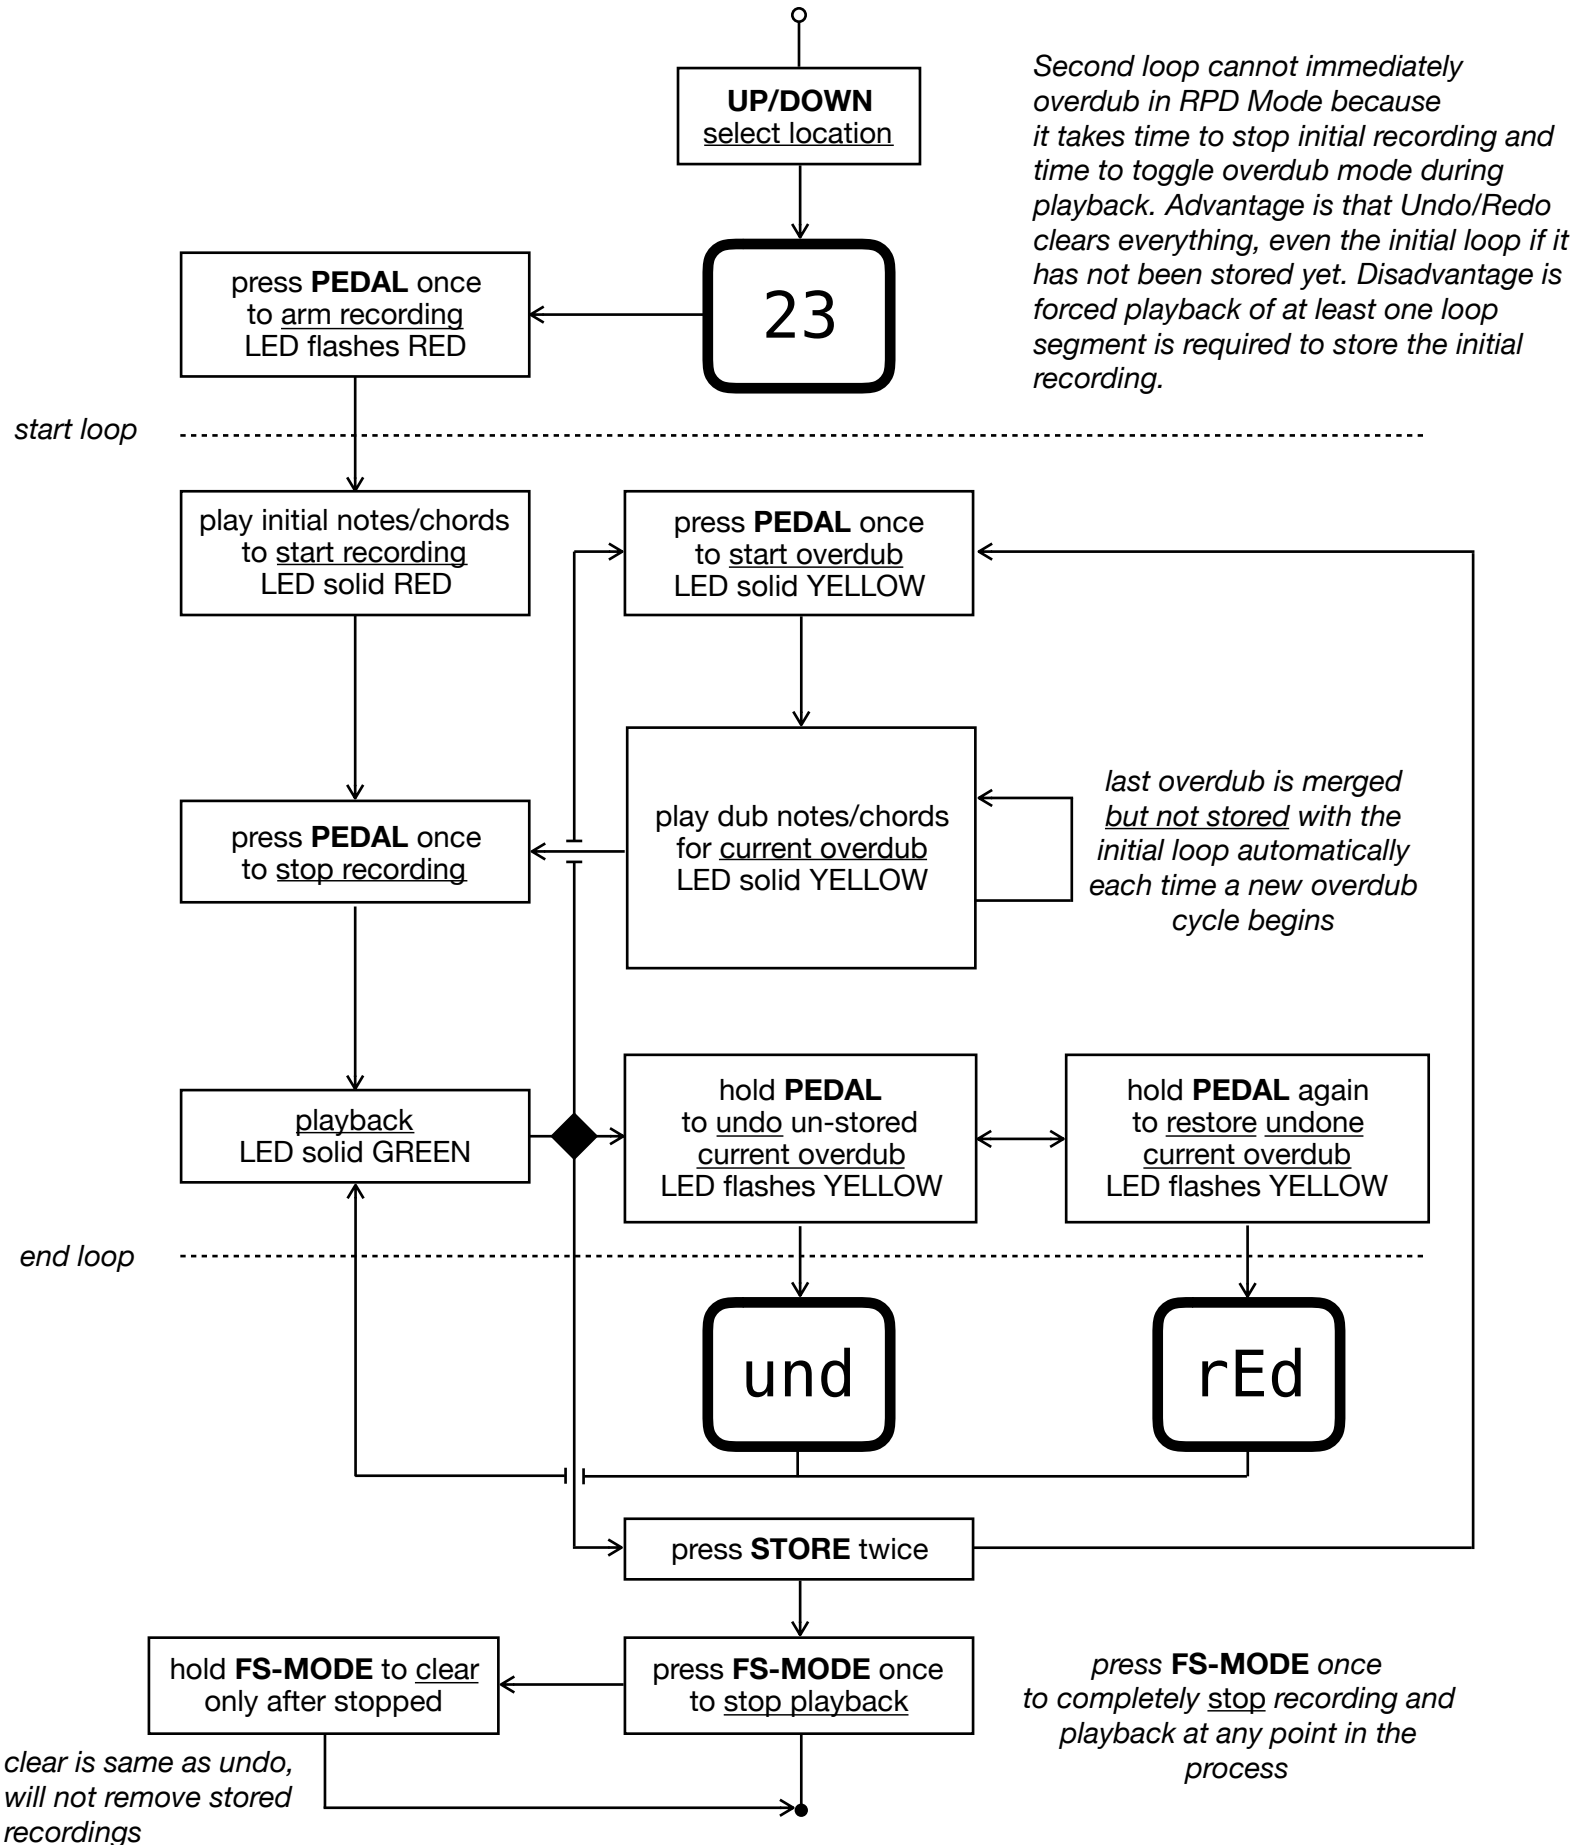 UP/DOWN
select location
Second loop cannot immediately
overdub in RPD Mode because
it takes time to stop initial recording and
time to toggle overdub mode during
playback. Advantage is that Undo/Redo
clears everything, even the initial loop if it
has not been stored yet. Disadvantage is
forced playback of at least one loop
segment is required to store the initial
recording.
press PEDAL once
to arm recording
LED flashes RED
23
start loop
play initial notes/chords
to start recording
LED solid RED
press PEDAL once
to start overdub
LED solid YELLOW
press PEDAL once
to stop recording
play dub notes/chords
for current overdub
LED solid YELLOW
last overdub is merged
but not stored with the
initial loop automatically
each time a new overdub
cycle begins
playback
LED solid GREEN
hold PEDAL
to undo un-stored
current overdub
LED flashes YELLOW
hold PEDAL again
to restore undone
current overdub
LED flashes YELLOW
end loop
und
rEd
press STORE twice
hold FS-MODE to clear
only after stopped
press FS-MODE once
to stop playback
press FS-MODE once
to completely stop recording and
playback at any point in the
process
clear is same as undo,
will not remove stored
recordings